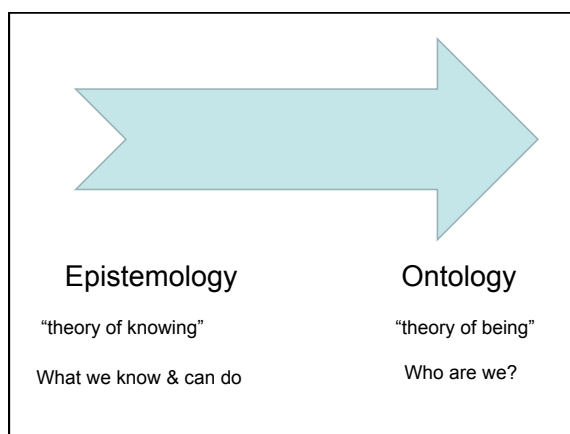 Epistemology
Ontology
“theory of knowing”
“theory of being”
What we know & can do
Who are we?